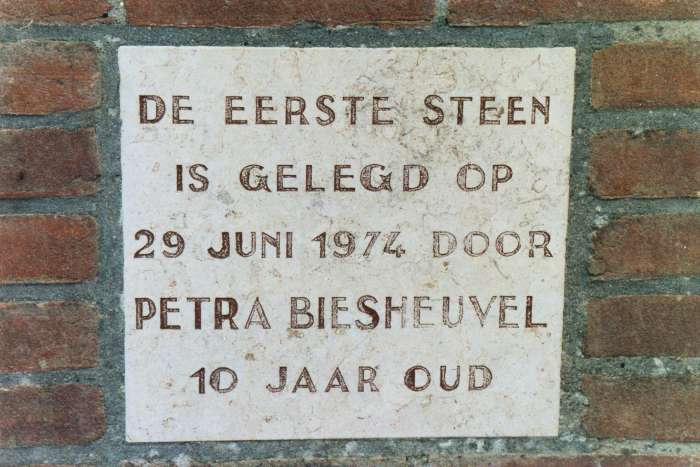 DE EERSTE STEEN
IS GELEGD OP
29 JUNI 1974 DOOR
PETRA BIESHEUVEL
10 JAAR OUD